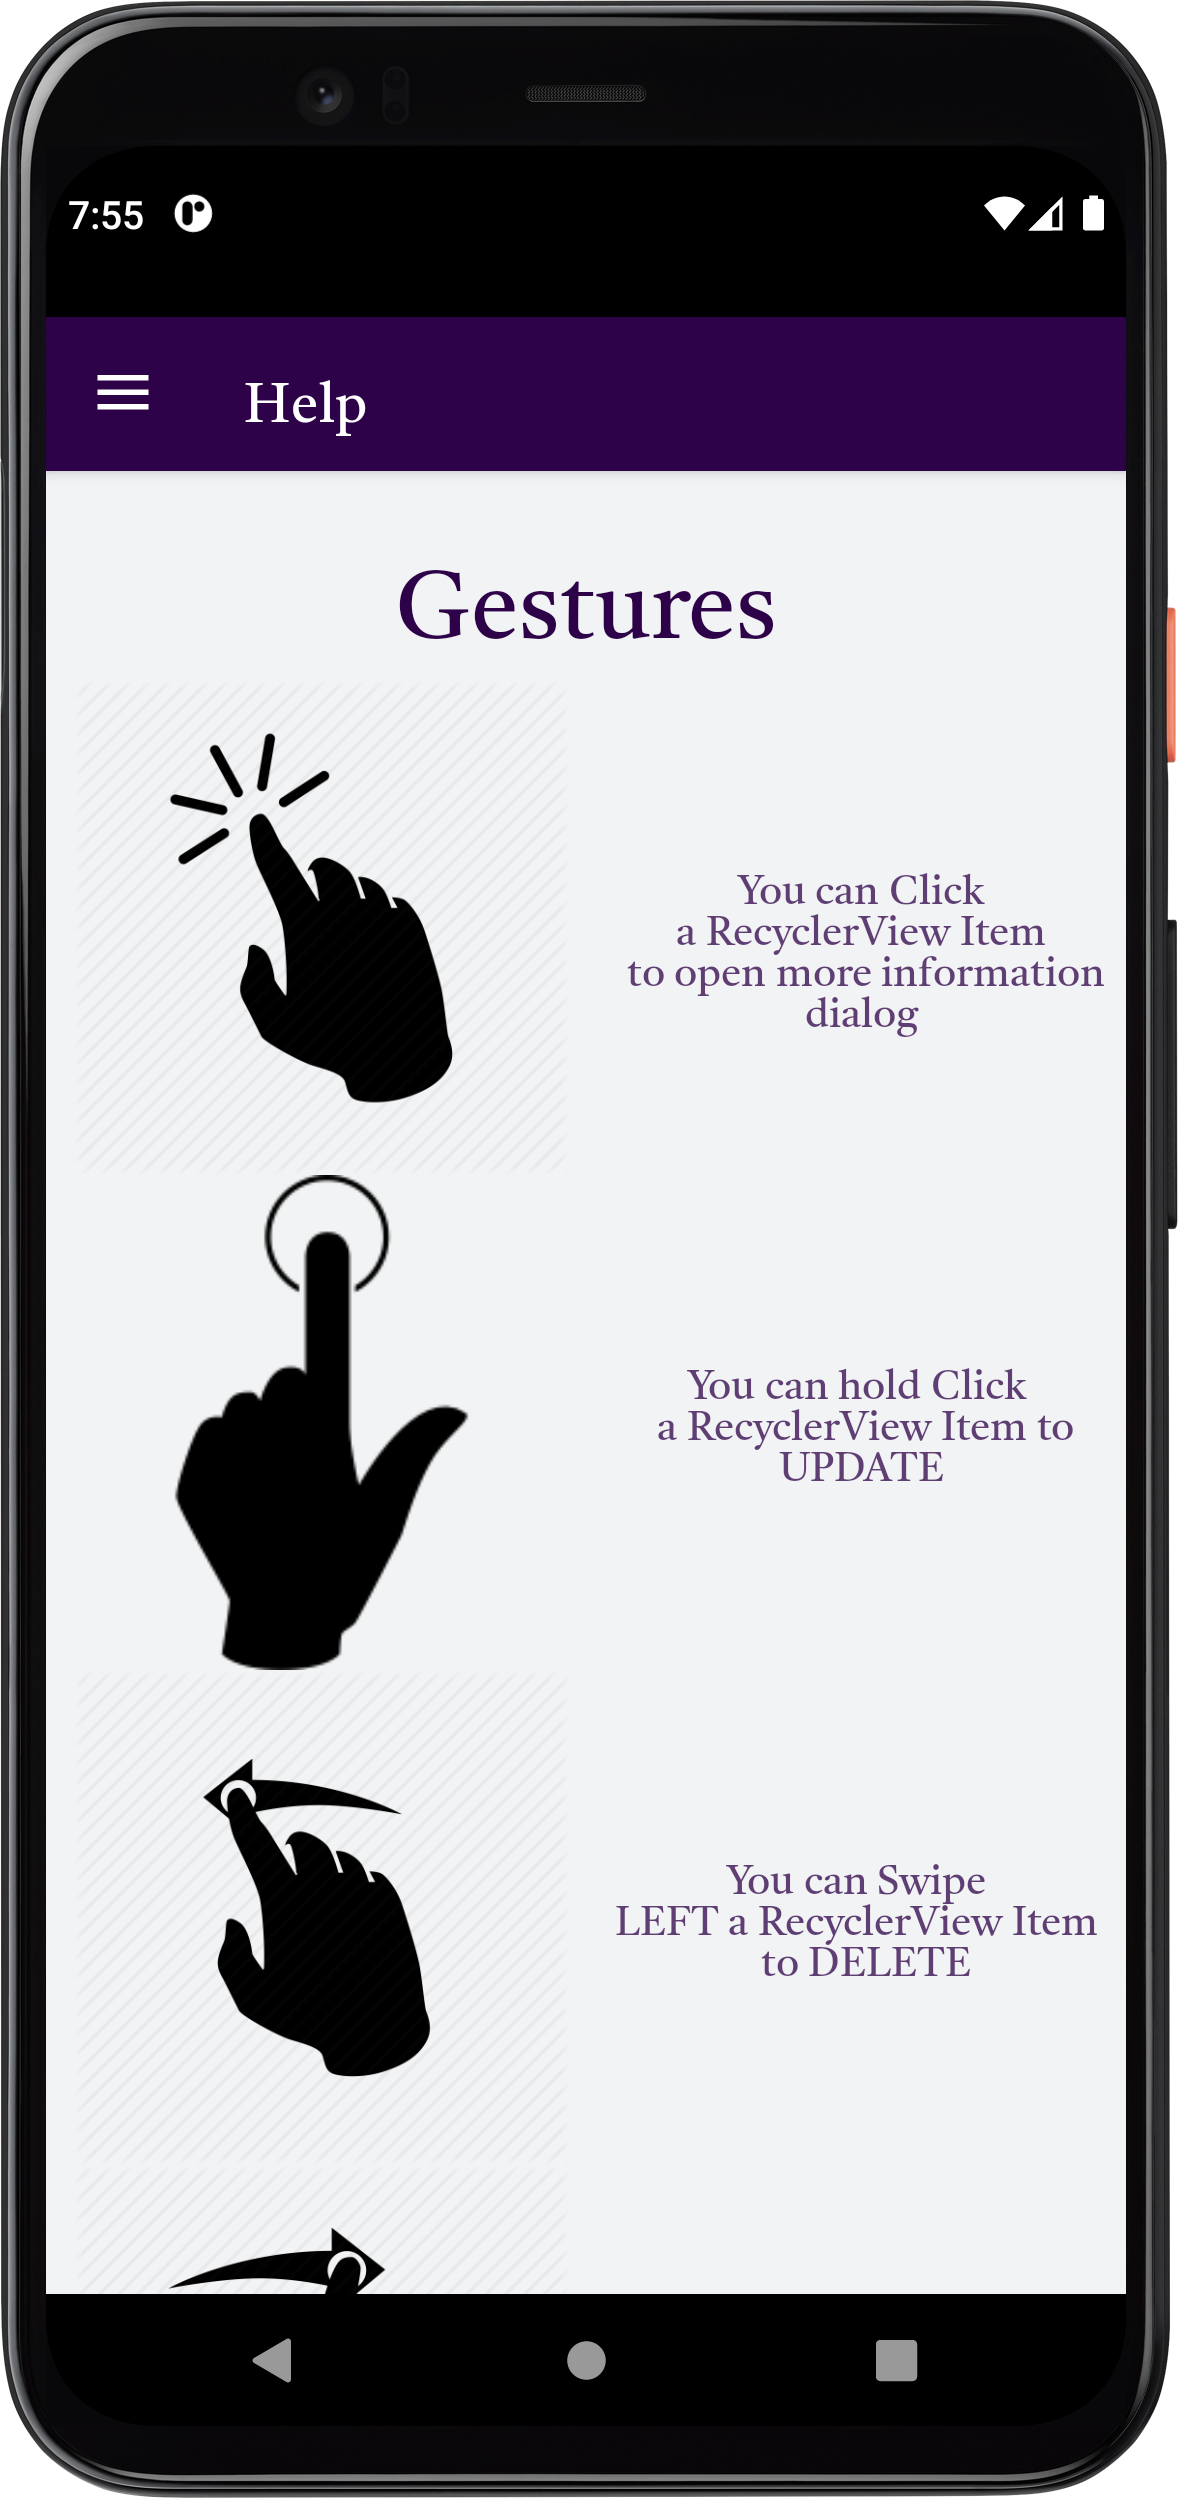 7:55
Help
Gestures
You can Click
a RecyclerView Item
to open more information
dialog
You can hold Click
a RecyclerView Item to
UPDATE
You can Swipe
LEFT a RecyclerView Item
to DELETE